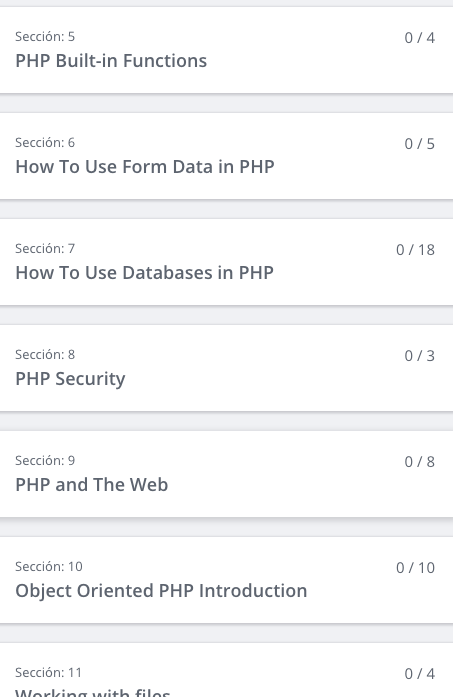 Sección: 5
0 / 4
PHP Built-in Functions
Sección: 6
0 / 5
How To Use Form Data in PHP
Sección: 7
0 / 18
How To Use Databases in PHP
Sección: 8
0 / 3
PHP Security
Sección: 9
0 / 8
PHP and The Web
Sección: 10
0 / 10
Object Oriented PHP Introduction
Sección: 11
0 / 4
Working with files